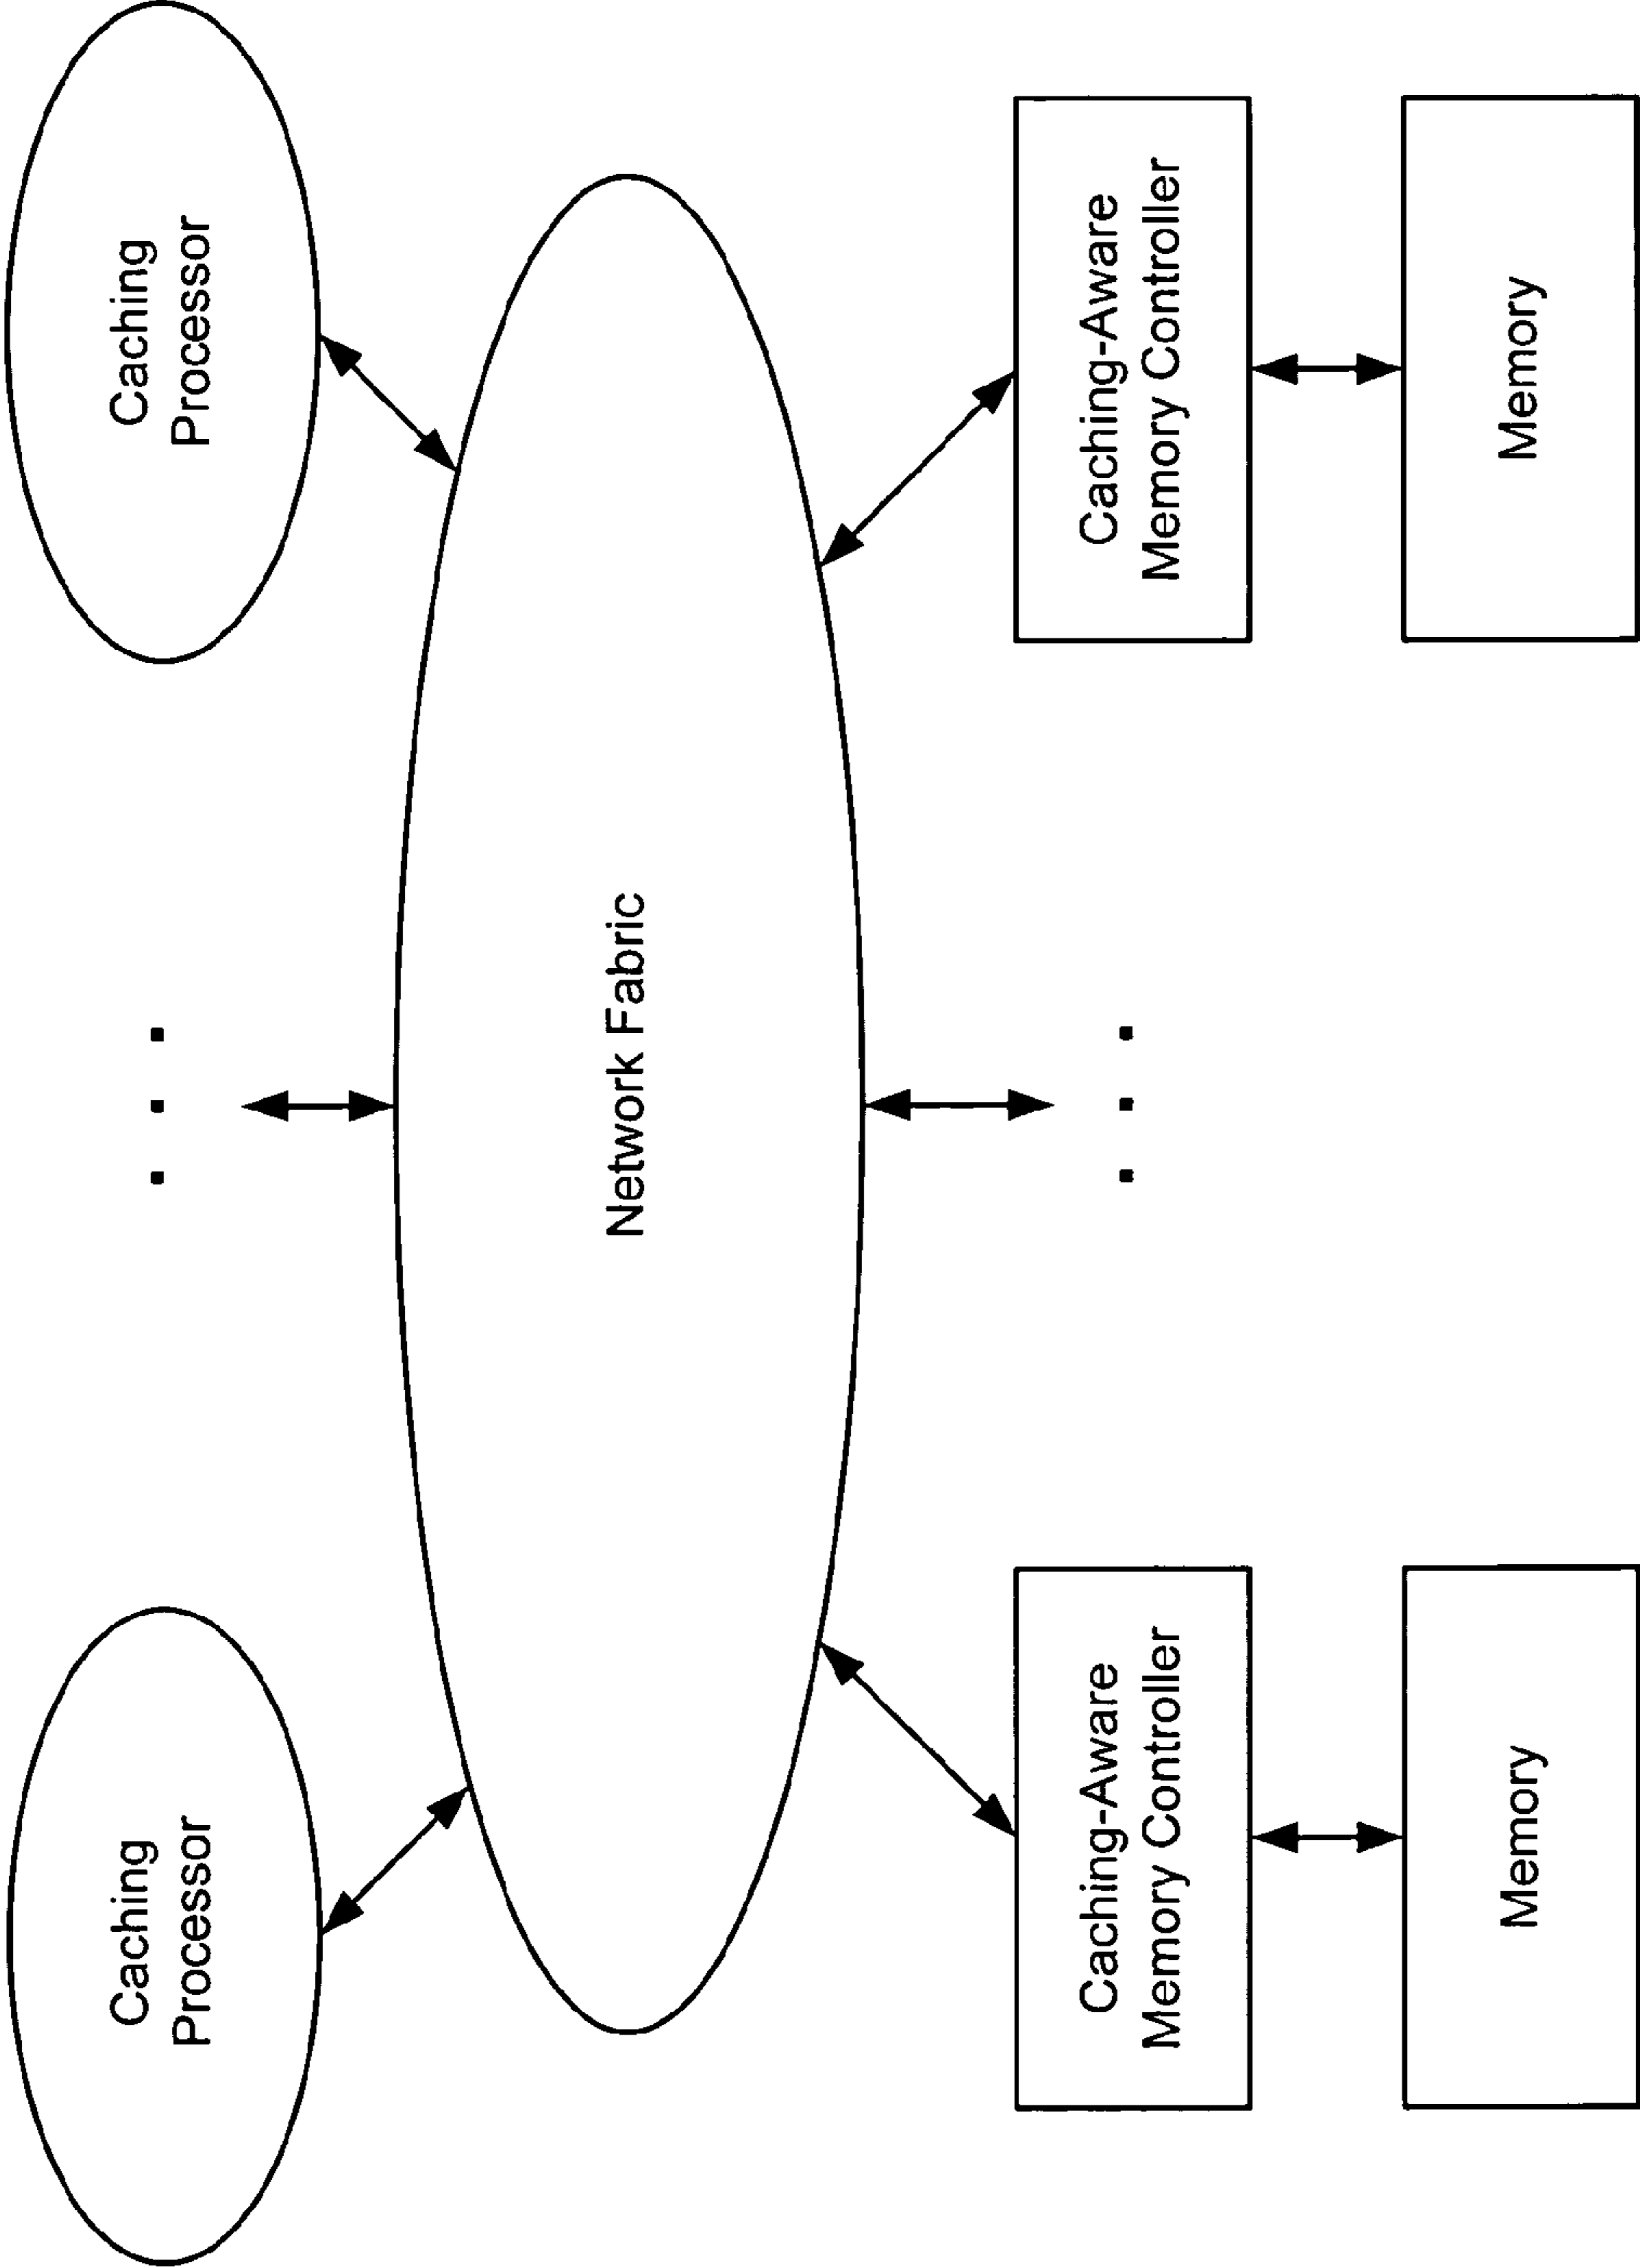 Caching
Processor
. . .
Caching
Processor
Network Fabric
Caching-Aware
Memory Controller
. . .
Caching-Aware
Memory Controller
Memory
Memory